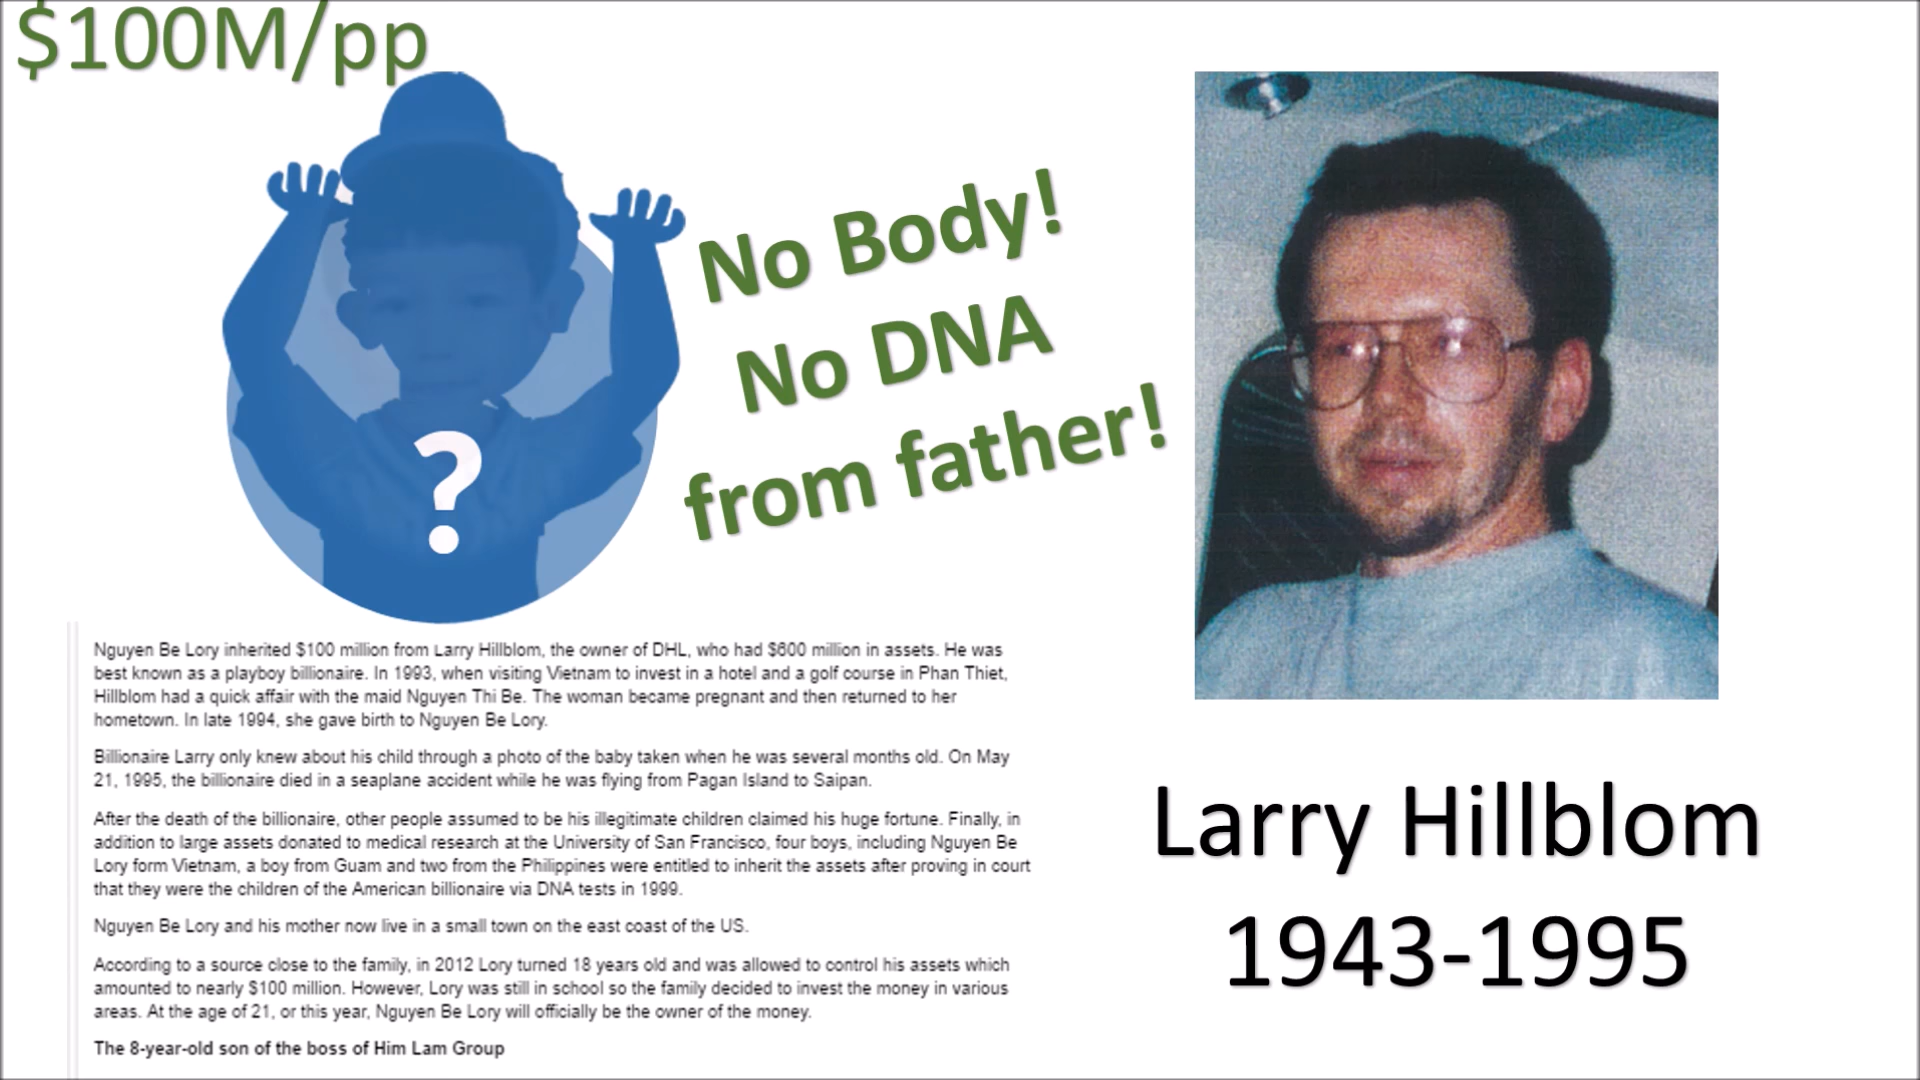 $100M/pp
No Body!
No DNA
from father!
?
Nguyen Be Lory inherited $100 million from Larry Hillblom, the owner of DHL, who had $600 million in assets. He was
best known as a playboy billionaire. In 1993, when visiting Vietnam to invest in a hotel and a golf course in Phan Thiet,
Hillblom had a quick affair with the maid Nguyen Thi Be. The woman became pregnant and then returned to her
hometown. In late 1994, she gave birth to Nguyen Be Lory.
Billionaire Larry only knew about his child through a photo of the baby taken when he was several months old. On May
21, 1995, the billionaire died in a seaplane accident while he was flying from Pagan Island to Saipan.
After the death of the billionaire, other people assumed to be his illegitimate children claimed his huge fortune. Finally, in
addition to large assets donated to medical research at the University of San Francisco, four boys, including Nguyen Be
Lory form Vietnam, a boy from Guam and two from the Philippines were entitled to inherit the assets after proving in court
that they were the children of the American billionaire via DNA tests in 1999.
Nguyen Be Lory and his mother now live in a small town on the east coast of the US.
According to a source close to the family, in 2012 Lory turned 18 years old and was allowed to control his assets which
amounted to nearly $100 million. However, Lory was still in school so the family decided to invest the money in various
areas. At the age of 21, or this year, Nguyen Be Lory will officially be the owner of the money.
The 8-year-old son of the boss of Him Lam Group
Larry Hillblom
1943-1995